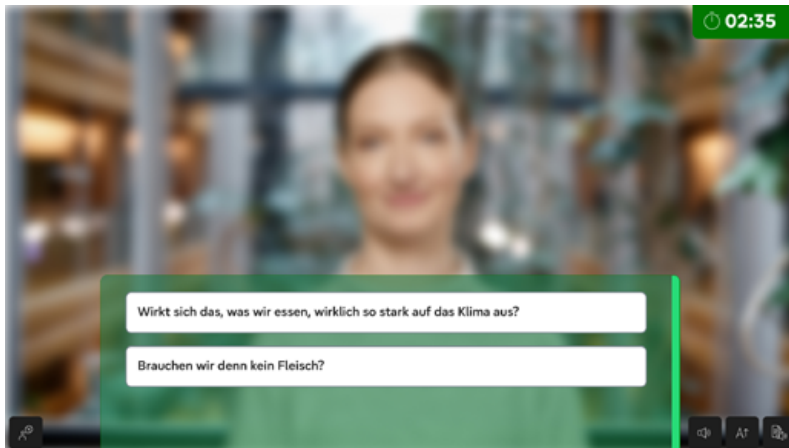 02:35
Wirkt sich das, was wir essen, wirklich so stark auf das Klima aus?
Brauchen wir denn kein Fleisch?